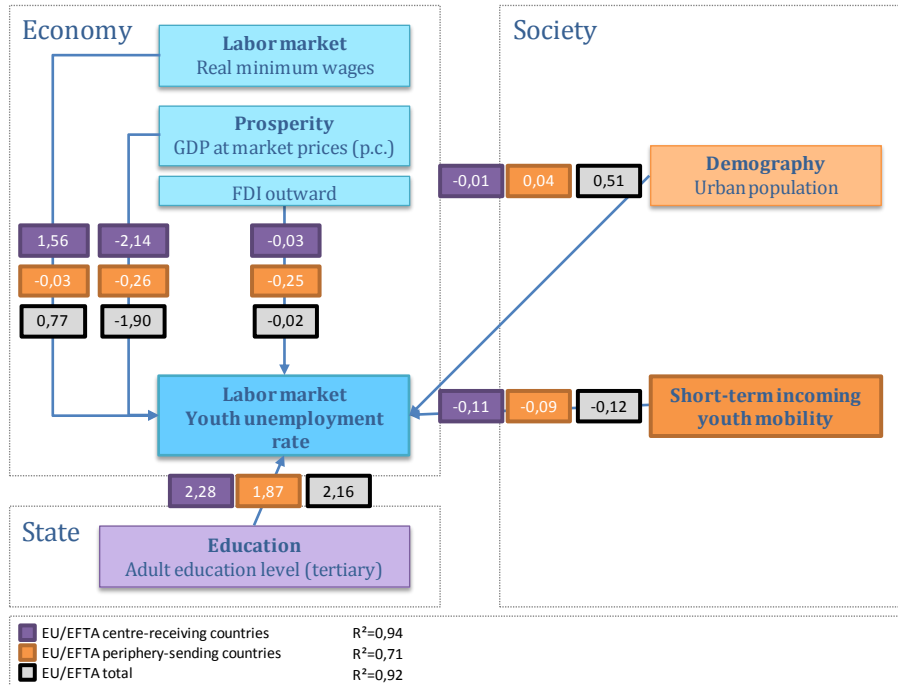 Economy
Society
Labor market
Real minimum wages
Prosperity
GDP at market prices (p.c.)
FDI outward
-0,01 0,04 0,51
Demography
Urban population
1,56 -2,14 -0,03
-0,03 -0,26 -0,25
0,77 -1,90 -0,02
Labor market
Youth unemployment
rate
-0,11 -0,09 -0,12
Short-term incoming
youth mobility
2,28 1,87 2,16
State
Education
Adult education level (tertiary)
EU/EFTA centre-receiving countries R²=0,94
EU/EFTA periphery-sending countries R²=0,71
EU/EFTA total R²=0,92